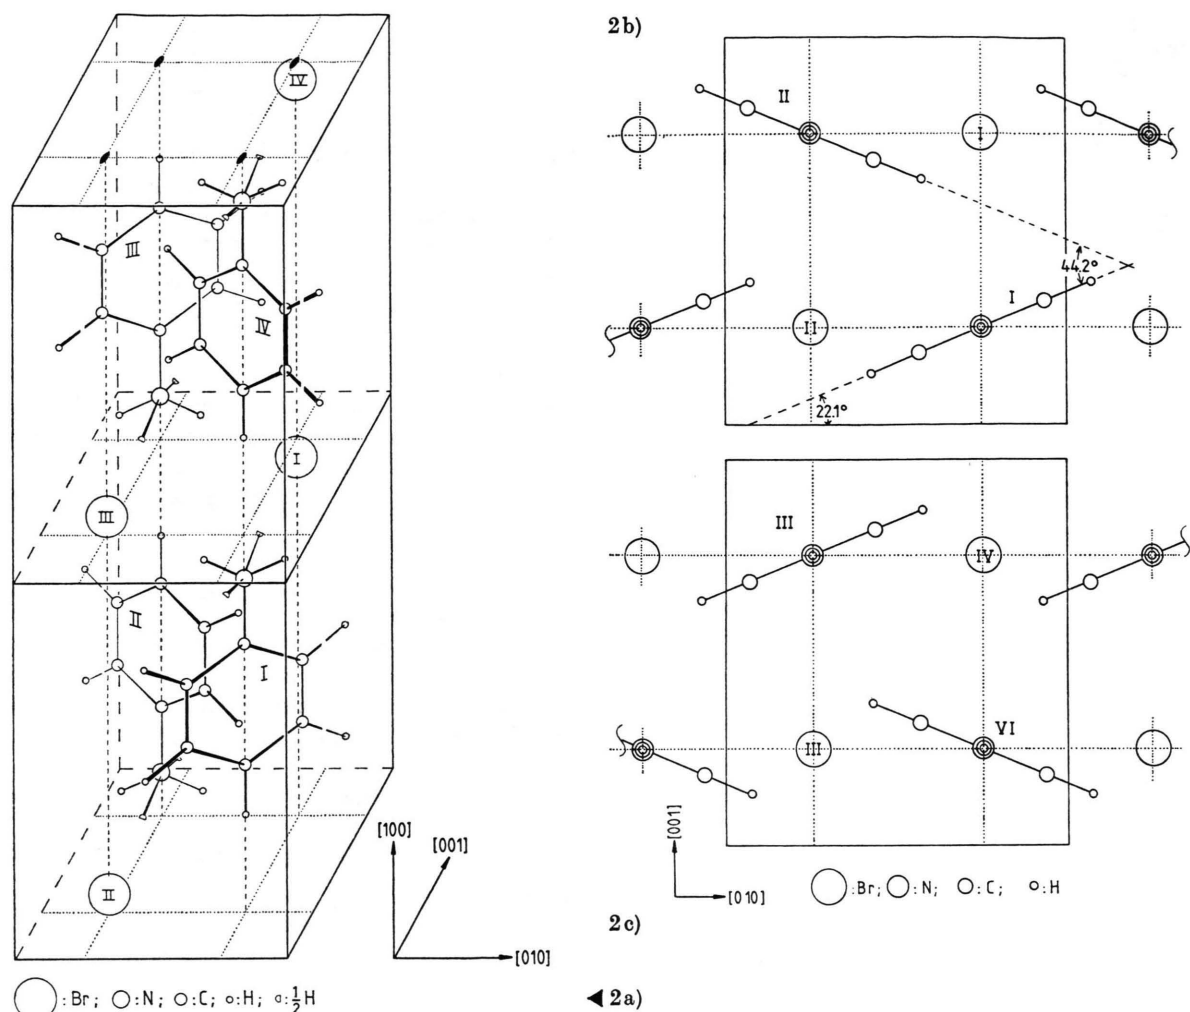 IV
III
IV
I
III
II
I
II
[100]
[001]
[010]
:Br; :N; :C; :H; :½H
◀ 2a)
2b)
II
I
44.2°
I
II
22.1°
III
IV
VI
III
[001]
[010]
:Br; :N; :C; :H
2c)